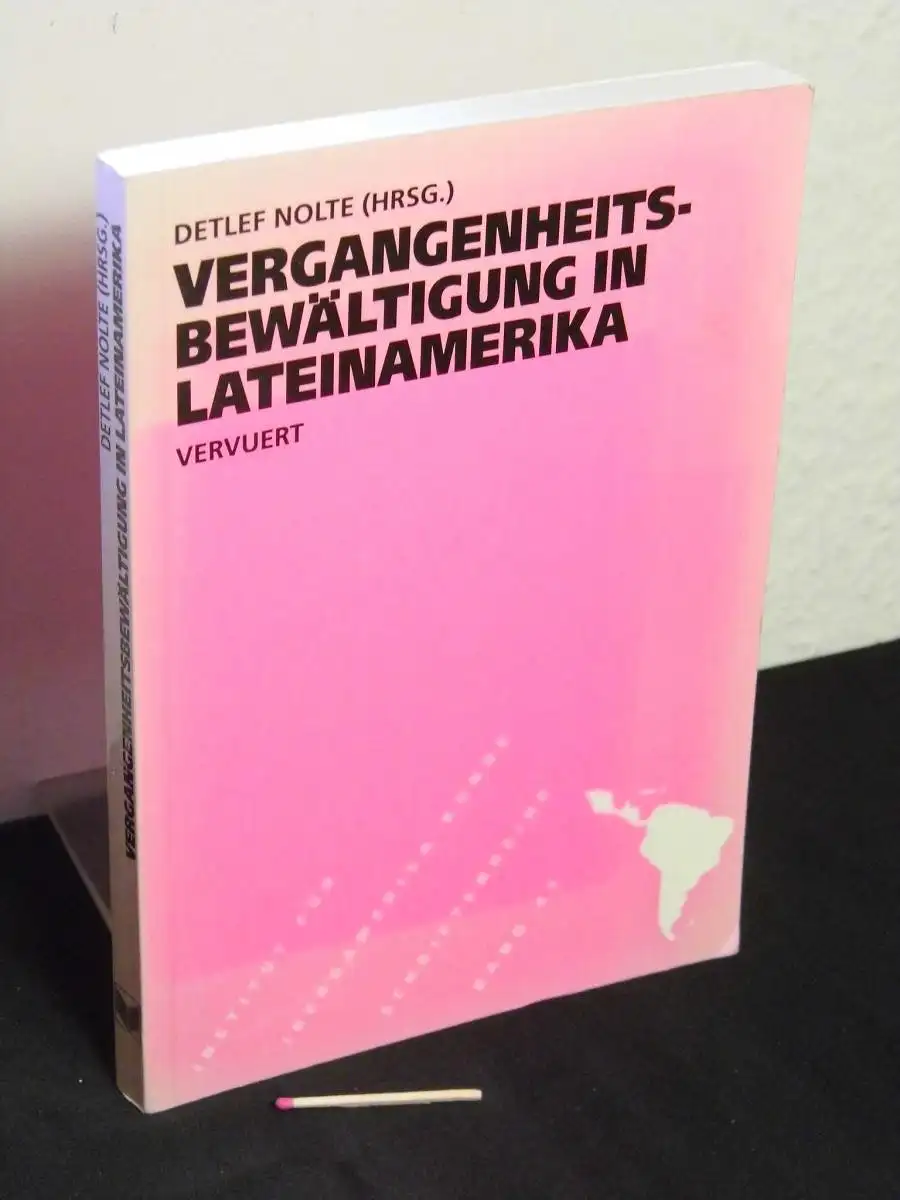 DETLEF NOLTE (HRSG.)
VERGANGENHEITS-
BEWÄLTIGUNG IN
LATEINAMERIKA
VERVUERT
DETLEF NOLTE (HRSG.)
VERGANGENHEITSBEWÄLTIGUNG IN LATEINAMERIKA